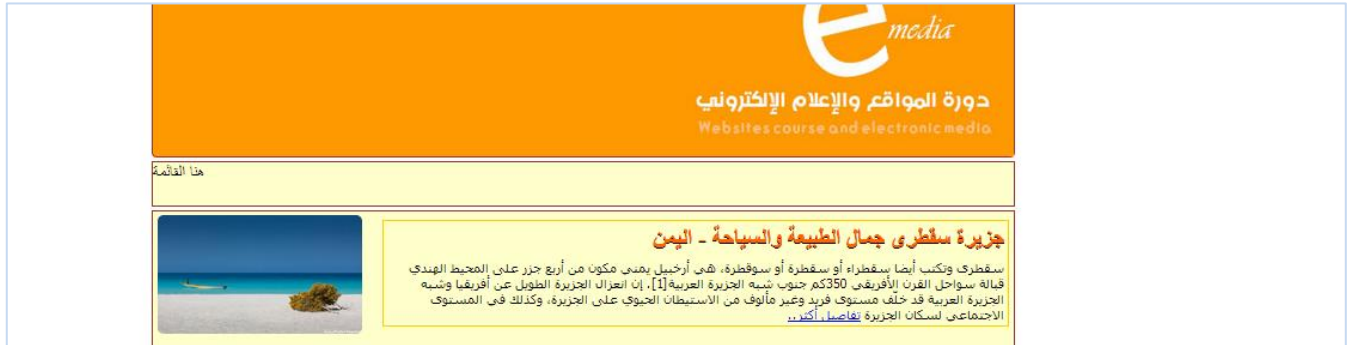 e
media
دورة المواقع والإعلام الإلكتروني
Websites course and electronic media
هنا القائمة
جزيرة سقطرى جمال الطبيعة والسياحة - اليمن
سقطرى وتكتب أيضا سقطراء أو سقطرة أو سوقطرة، هي أرخبيل يمني مكون من أربع جزر على المحيط الهندي
قبالة سواحل القرن الأفريقي 350كم جنوب شبه الجزيرة العربية[1]. إن انعزال الجزيرة الطويل عن أفريقيا وشبه
الجزيرة العربية قد خلّف مستوى فريد وغير مألوف من الاستيطان الحيوي على الجزيرة، وكذلك في المستوى
الاجتماعي لسكان الجزيرة تفاصيل أكثر..